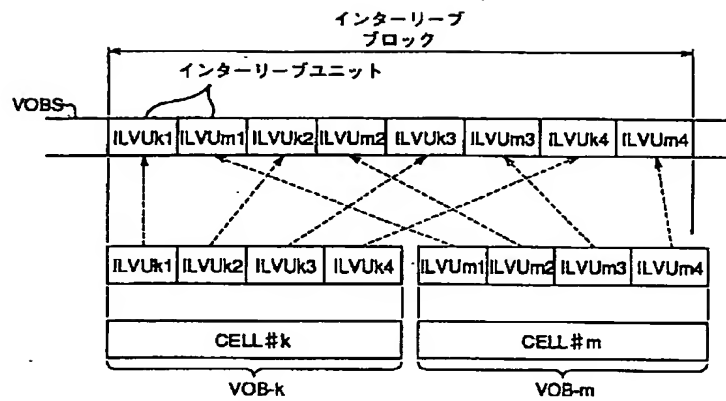 インターリーブ
ブロック
インターリーブユニット
VOBS
ILVUk1 ILVUm1 ILVUk2 ILVUm2 ILVUk3 ILVUm3 ILVUk4 ILVUm4
ILVUk1 ILVUk2 ILVUk3 ILVUk4 ILVUm1 ILVUm2 ILVUm3 ILVUm4
CELL#k CELL#m
VOB-k VOB-m